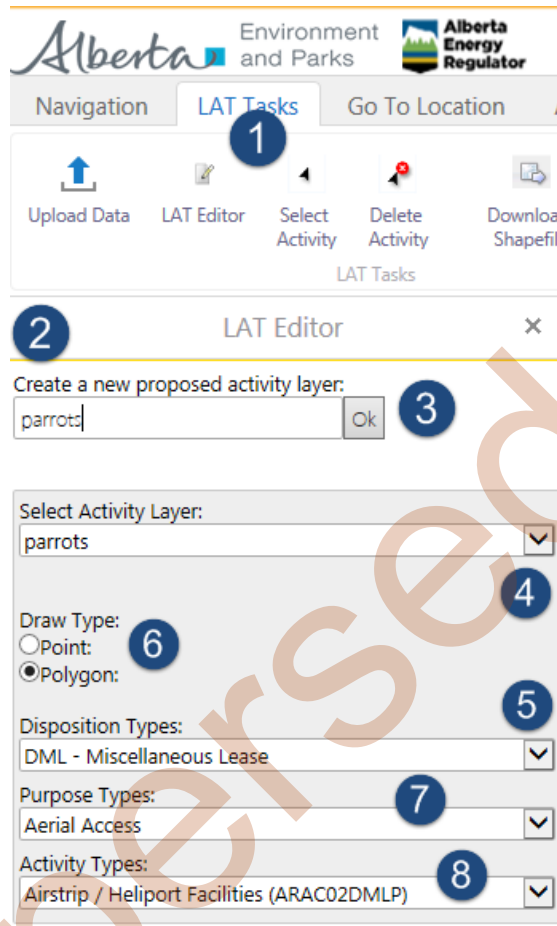 Alberta
Environment
and Parks
Alberta
Energy
Regulator
Navigation LAT Tasks Go To Location
1
Upload Data LAT Editor Select Activity Delete Activity
LAT Tasks
2 LAT Editor ×
Create a new proposed activity layer:
parrots Ok 3
Select Activity Layer:
parrots
4
Draw Type:
Point: 6
Polygon:
5
Disposition Types:
DML - Miscellaneous Lease
Purpose Types:
7
Aerial Access
Activity Types:
8
Airstrip / Heliport Facilities (ARAC02DMLP)